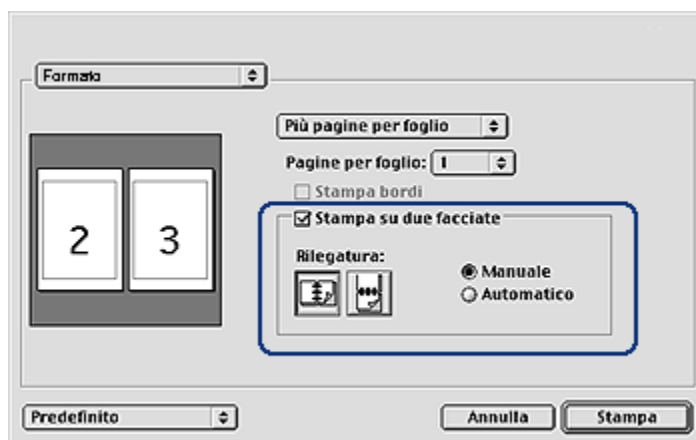 Formato
Più pagine per foglio
Pagine per foglio: 1
Stampa bordi
Stampa su due facciate
2 3
Rilegatura:
Manuale
Automatico
Predefinito Annulla Stampa